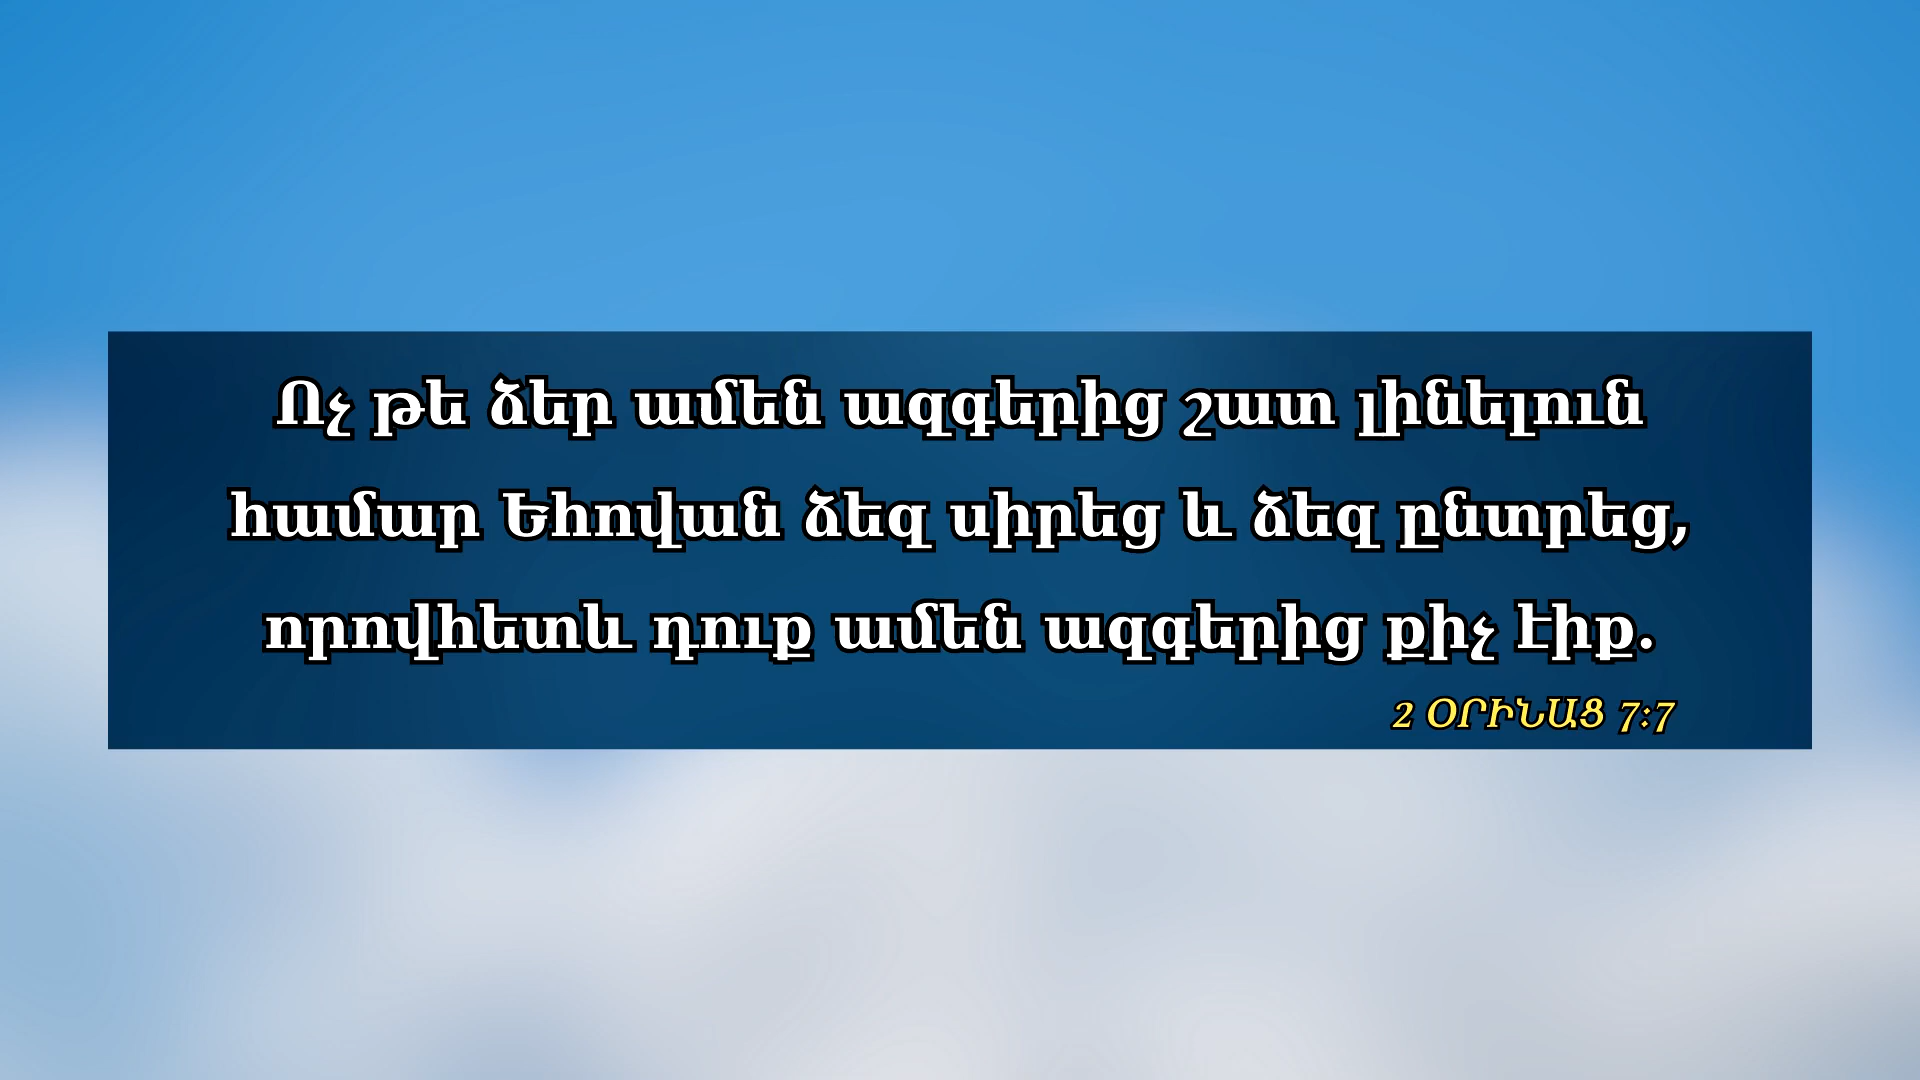 Ոչ թե ձեր ամեն ազգերից շատ լինելուն
համար Եհովան ձեզ սիրեց և ձեզ ընտրեց,
որովհետև դուք ամեն ազգերից քիչ էիք.
2 ՕՐԻՆԱՑ 7:7